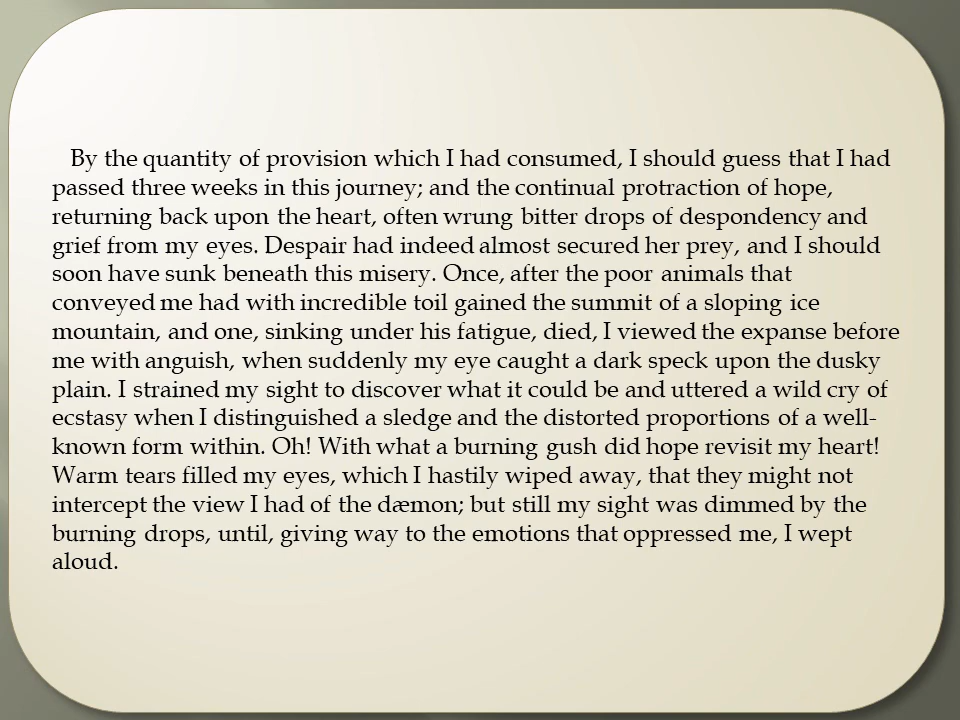 By the quantity of provision which I had consumed, I should guess that I had
passed three weeks in this journey; and the continual protraction of hope,
returning back upon the heart, often wrung bitter drops of despondency and
grief from my eyes. Despair had indeed almost secured her prey, and I should
soon have sunk beneath this misery. Once, after the poor animals that
conveyed me had with incredible toil gained the summit of a sloping ice
mountain, and one, sinking under his fatigue, died, I viewed the expanse before
me with anguish, when suddenly my eye caught a dark speck upon the dusky
plain. I strained my sight to discover what it could be and uttered a wild cry of
ecstasy when I distinguished a sledge and the distorted proportions of a well-
known form within. Oh! With what a burning gush did hope revisit my heart!
Warm tears filled my eyes, which I hastily wiped away, that they might not
intercept the view I had of the dæmon; but still my sight was dimmed by the
burning drops, until, giving way to the emotions that oppressed me, I wept
aloud.